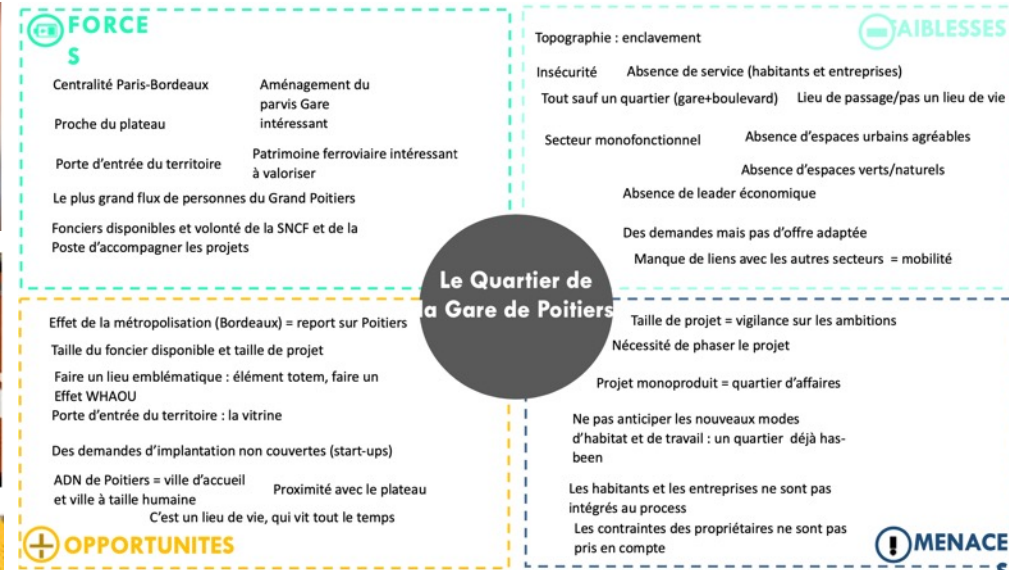 FORCE
S
Centralité Paris-Bordeaux
Aménagement du
parvis Gare
intéressant
Proche du plateau
Porte d'entrée du territoire
Patrimoine ferroviaire intéressant
à valoriser
Le plus grand flux de personnes du Grand Poitiers
Fonciers disponibles et volonté de la SNCF et de la
Poste d'accompagner les projets
AIBLESSES
Topographie : enclavement
Insécurité
Absence de service (habitants et entreprises)
Tout sauf un quartier (gare+boulevard)
Lieu de passage/pas un lieu de vie
Secteur monofonctionnel
Absence d'espaces urbains agréables
Absence d'espaces verts/naturels
Absence de leader économique
Des demandes mais pas d'offre adaptée
Manque de liens avec les autres secteurs = mobilité
Le Quartier de
la Gare de Poitiers
Effet de la métropolisation (Bordeaux) = report sur Poitiers
Taille du foncier disponible et taille de projet
Faire un lieu emblématique : élément totem, faire un
Effet WHAOU
Porte d'entrée du territoire : la vitrine
Des demandes d'implantation non couvertes (start-ups)
ADN de Poitiers = ville d'accueil
et ville à taille humaine
Proximité avec le plateau
C'est un lieu de vie, qui vit tout le temps
OPPORTUNITES
Taille de projet = vigilance sur les ambitions
Nécessité de phaser le projet
Projet monoproduit = quartier d'affaires
Ne pas anticiper les nouveaux modes
d'habitat et de travail : un quartier déjà has-
been
Les habitants et les entreprises ne sont pas
intégrés au process
Les contraintes des propriétaires ne sont pas
pris en compte
MENACE
S